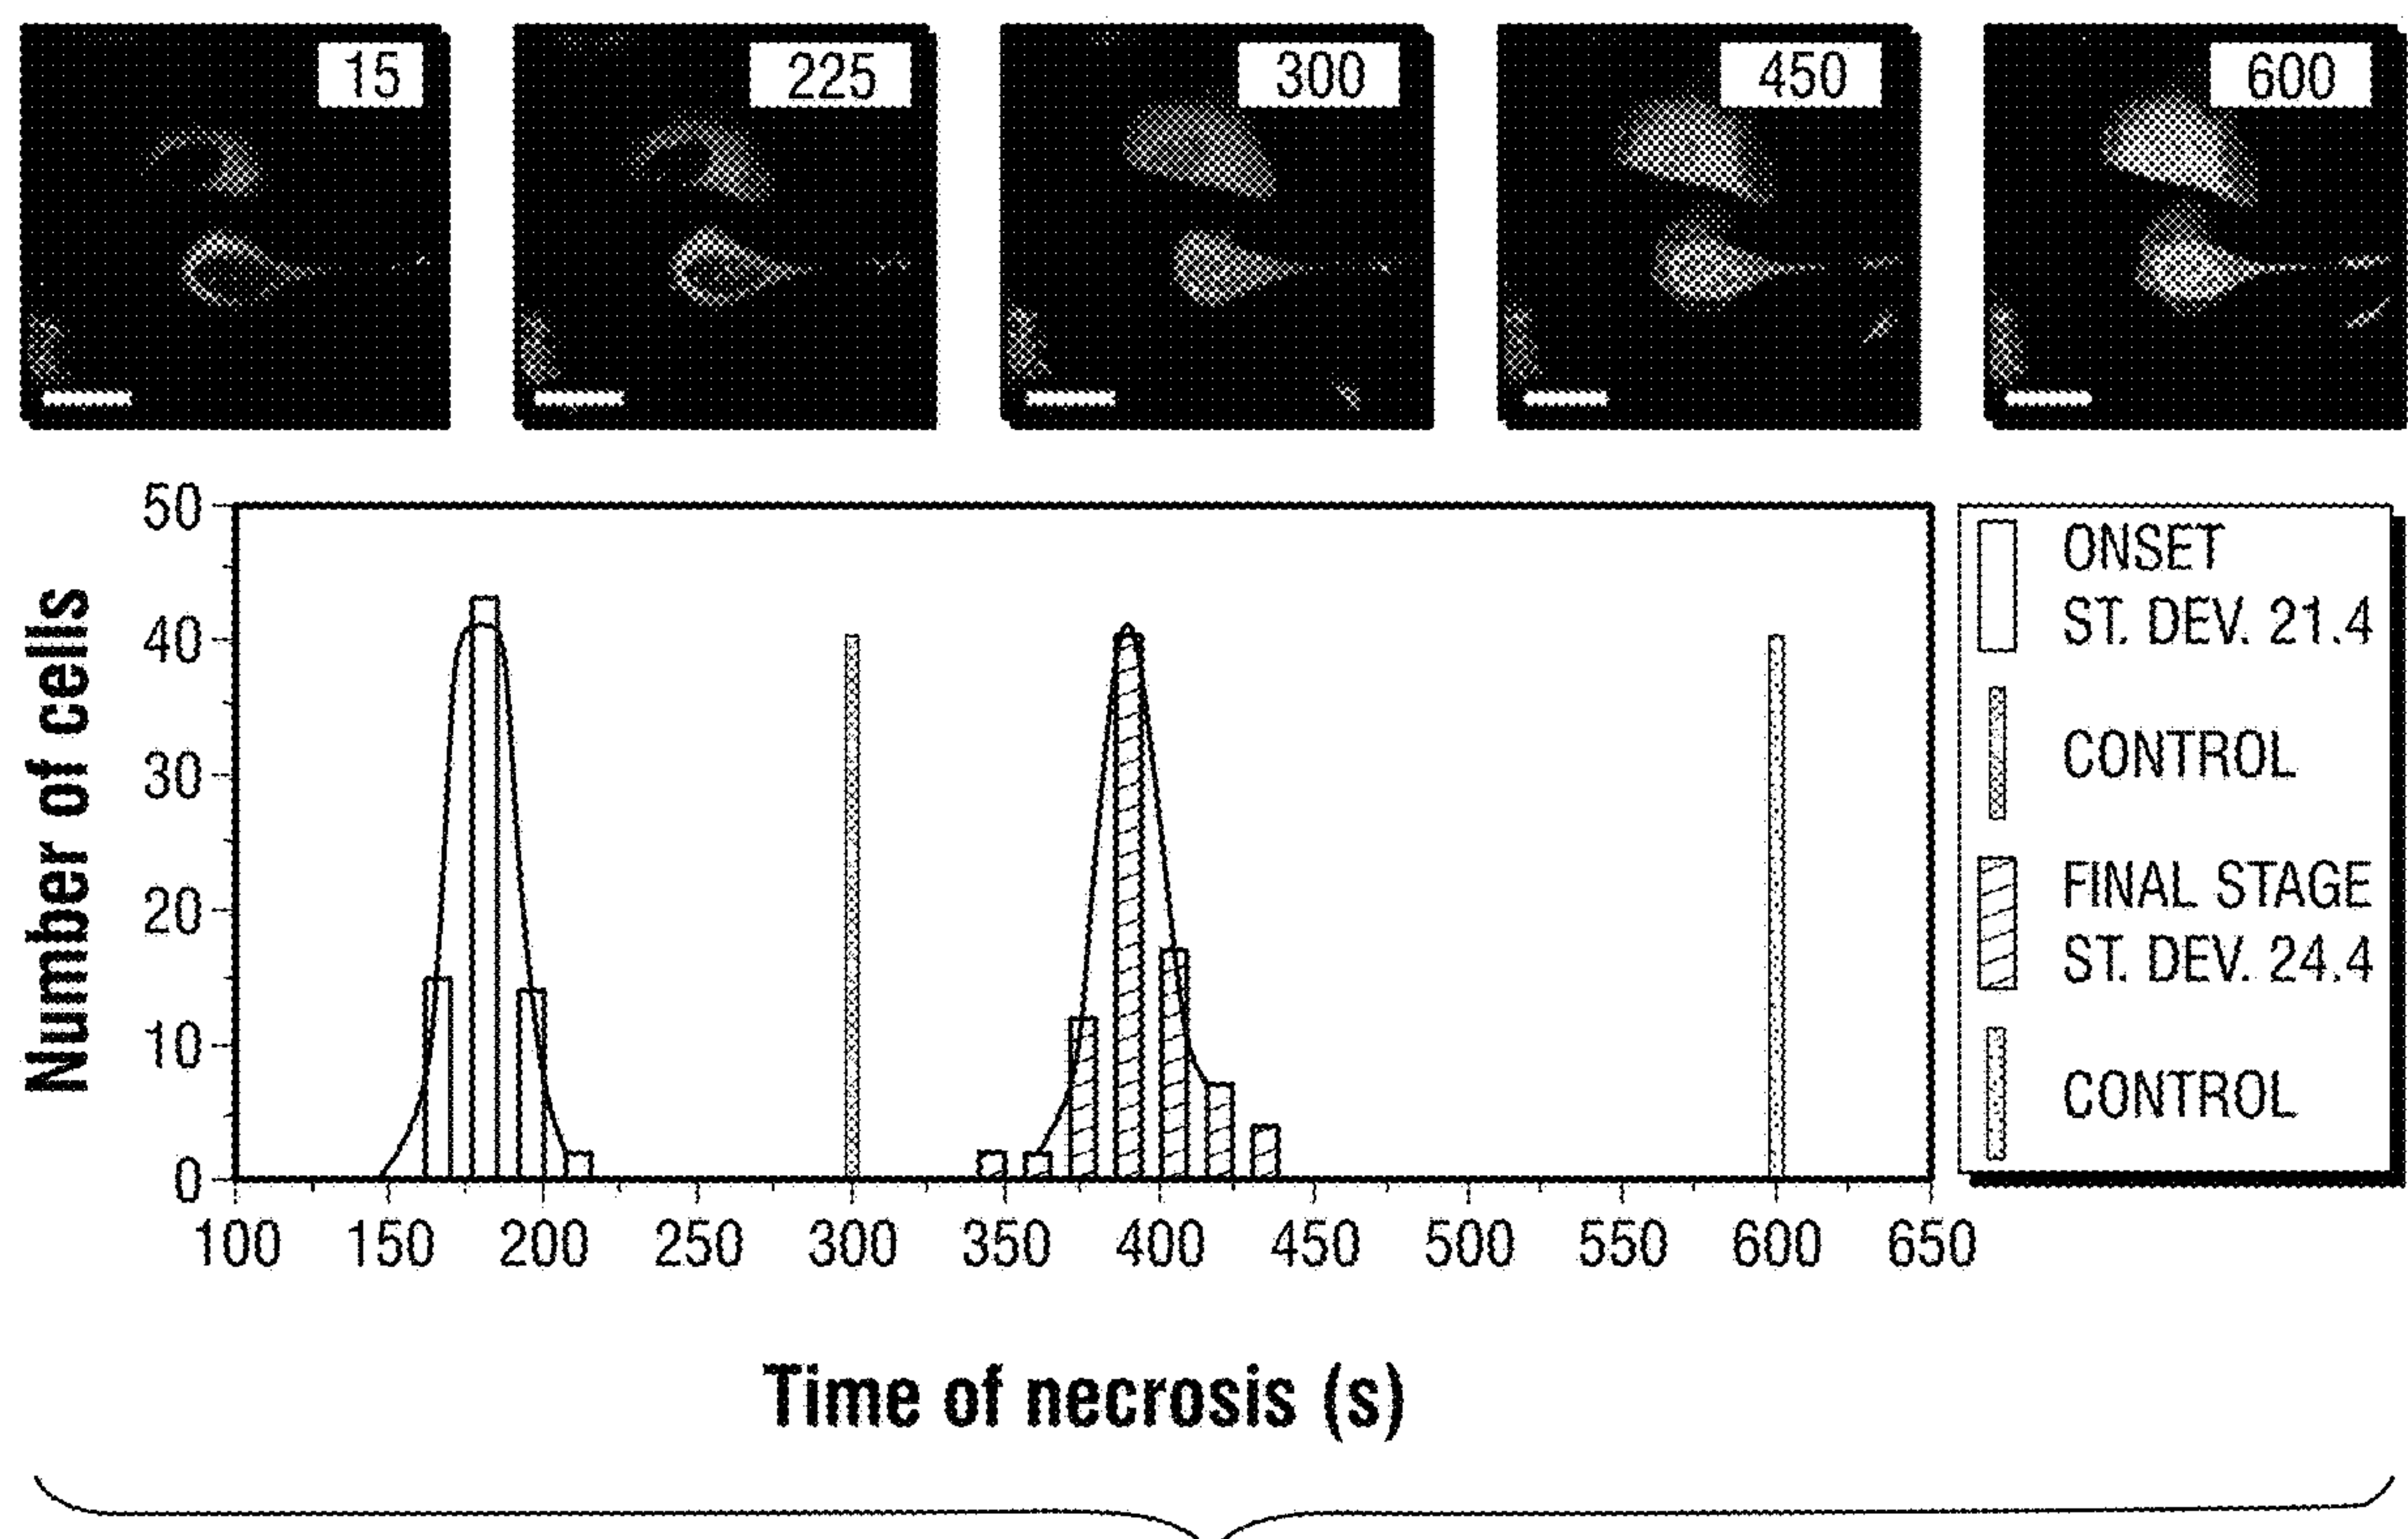 15
225
300
450
600
Number of cells
50
40
30
20
10
0
100 150 200 250 300 350 400 450 500 550 600 650
Time of necrosis (s)
ONSET
ST. DEV. 21.4
CONTROL
FINAL STAGE
ST. DEV. 24.4
CONTROL